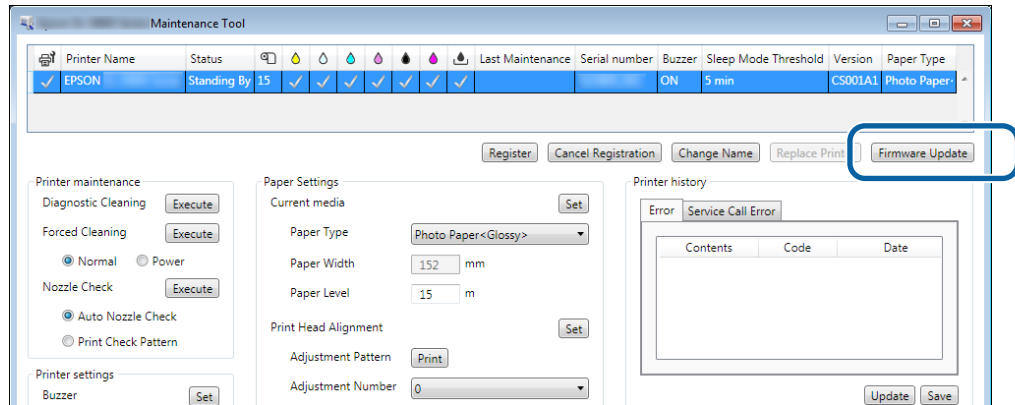 Maintenance Tool
Printer Name Status Last Maintenance Serial number Buzzer Sleep Mode Threshold Version Paper Type
EPSON Standing By 15 ON 5 min CS001A1 Photo Paper
Register Cancel Registration Change Name Replace Firmware Update
Printer maintenance
Diagnostic Cleaning Execute
Forced Cleaning Execute
Normal Power
Nozzle Check Execute
Auto Nozzle Check
Print Check Pattern
Printer settings
Buzzer Set
Paper Settings
Current media Set
Paper Type Photo Paper<Glossy>
Paper Width 152 mm
Paper Level 15 m
Print Head Alignment Set
Adjustment Pattern Print
Adjustment Number 0
Printer history
Error Service Call Error
Contents Code Date
Update Save